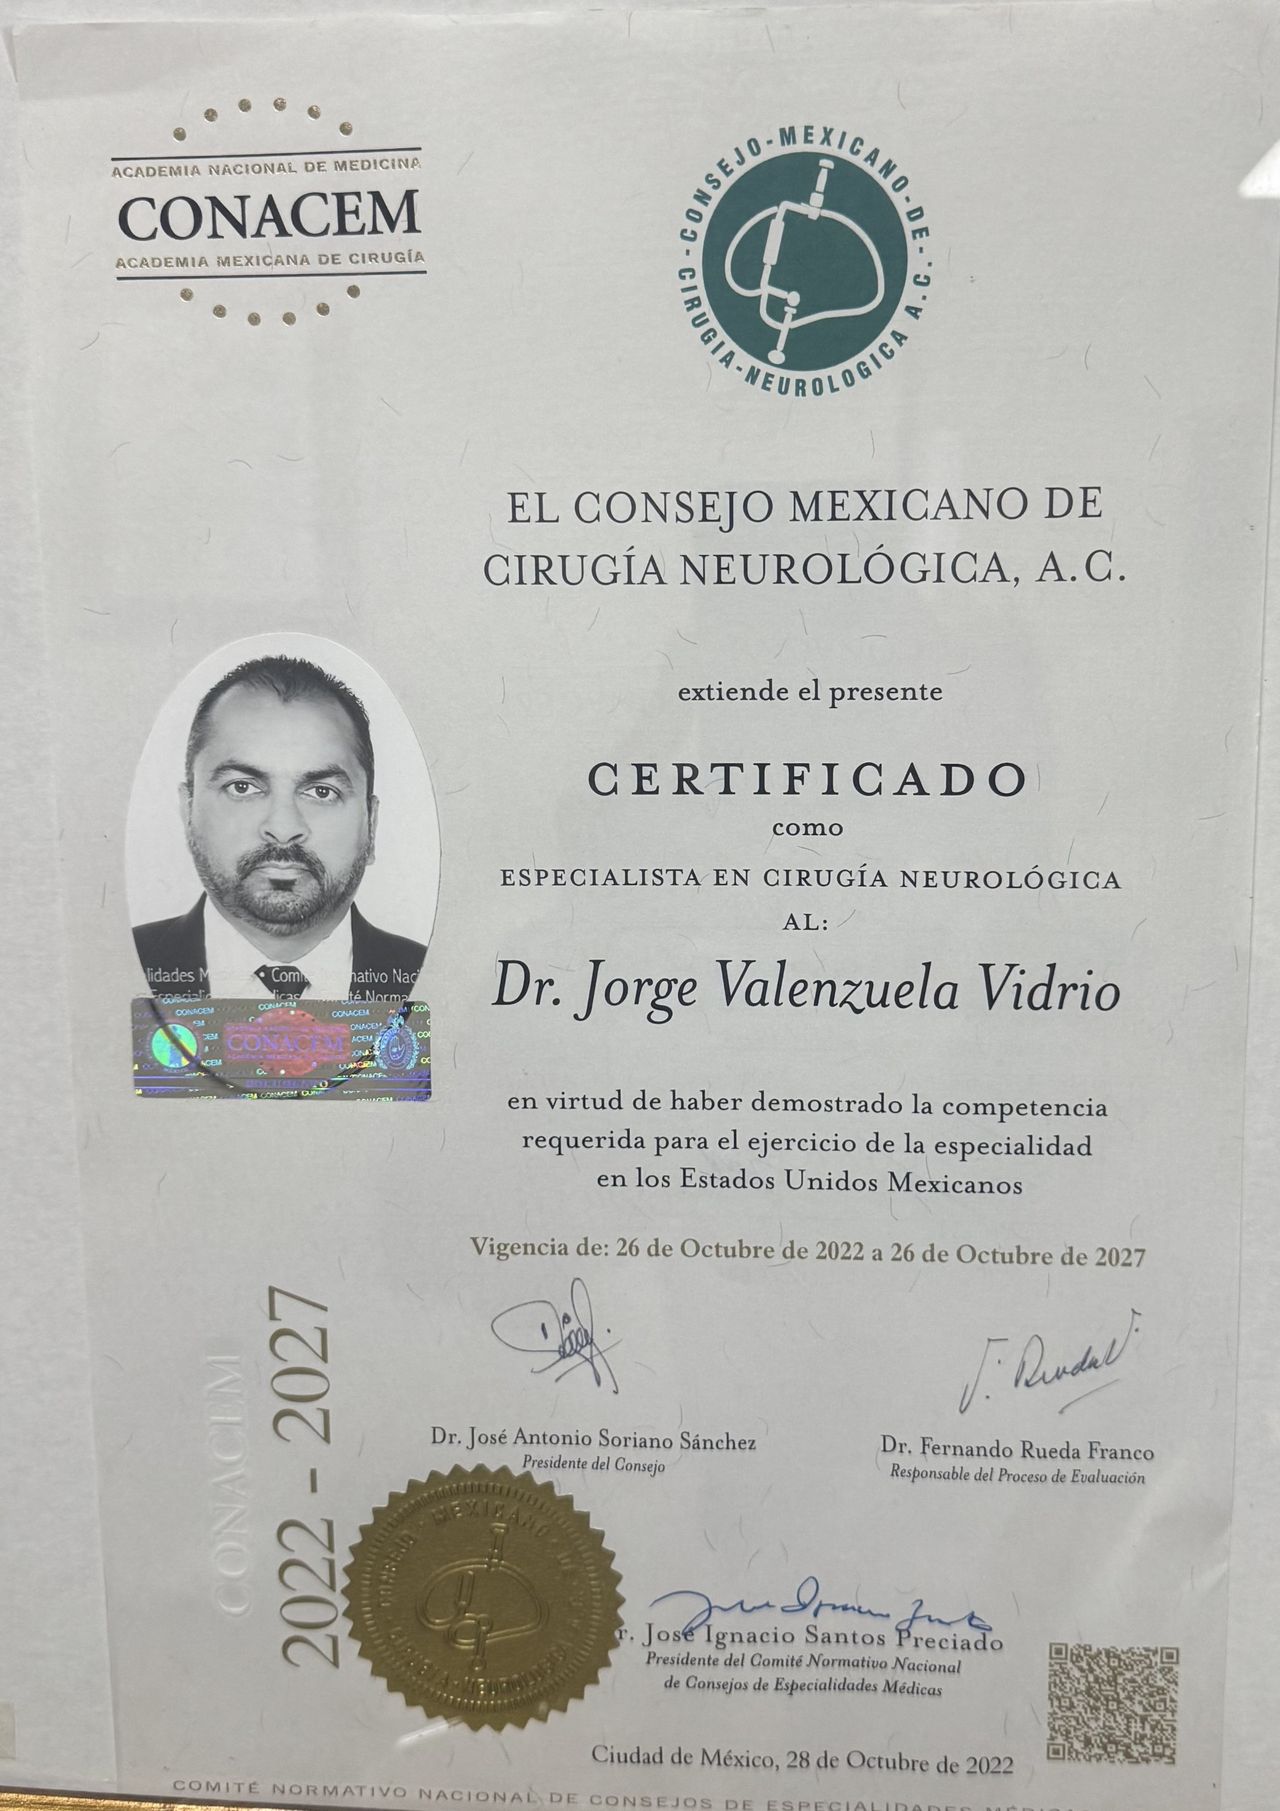 ACADEMIA NACIONAL DE MEDICINA
CONACEM
ACADEMIA MEXICANA DE CIRUGÍA
CONSEJO-MEXICANO-DE-CIRUGIA-NEUROLOGICA A.C.
EL CONSEJO MEXICANO DE
CIRUGÍA NEUROLÓGICA, A.C.
extiende el presente
CERTIFICADO
como
ESPECIALISTA EN CIRUGÍA NEUROLÓGICA
AL:
Dr. Jorge Valenzuela Vidrio
CONACEM
en virtud de haber demostrado la competencia
requerida para el ejercicio de la especialidad
en los Estados Unidos Mexicanos
Vigencia de: 26 de Octubre de 2022 a 26 de Octubre de 2027
CONACEM
2022 - 2027
Dr. José Antonio Soriano Sánchez
Presidente del Consejo
Dr. Fernando Rueda Franco
Responsable del Proceso de Evaluación
r. José Ignacio Santos Preciado
Presidente del Comité Normativo Nacional
de Consejos de Especialidades Médicas
Ciudad de México, 28 de Octubre de 2022
COMITÉ NORMATIVO NACIONAL DE CONSEJOS DE ESPECIALIDADES